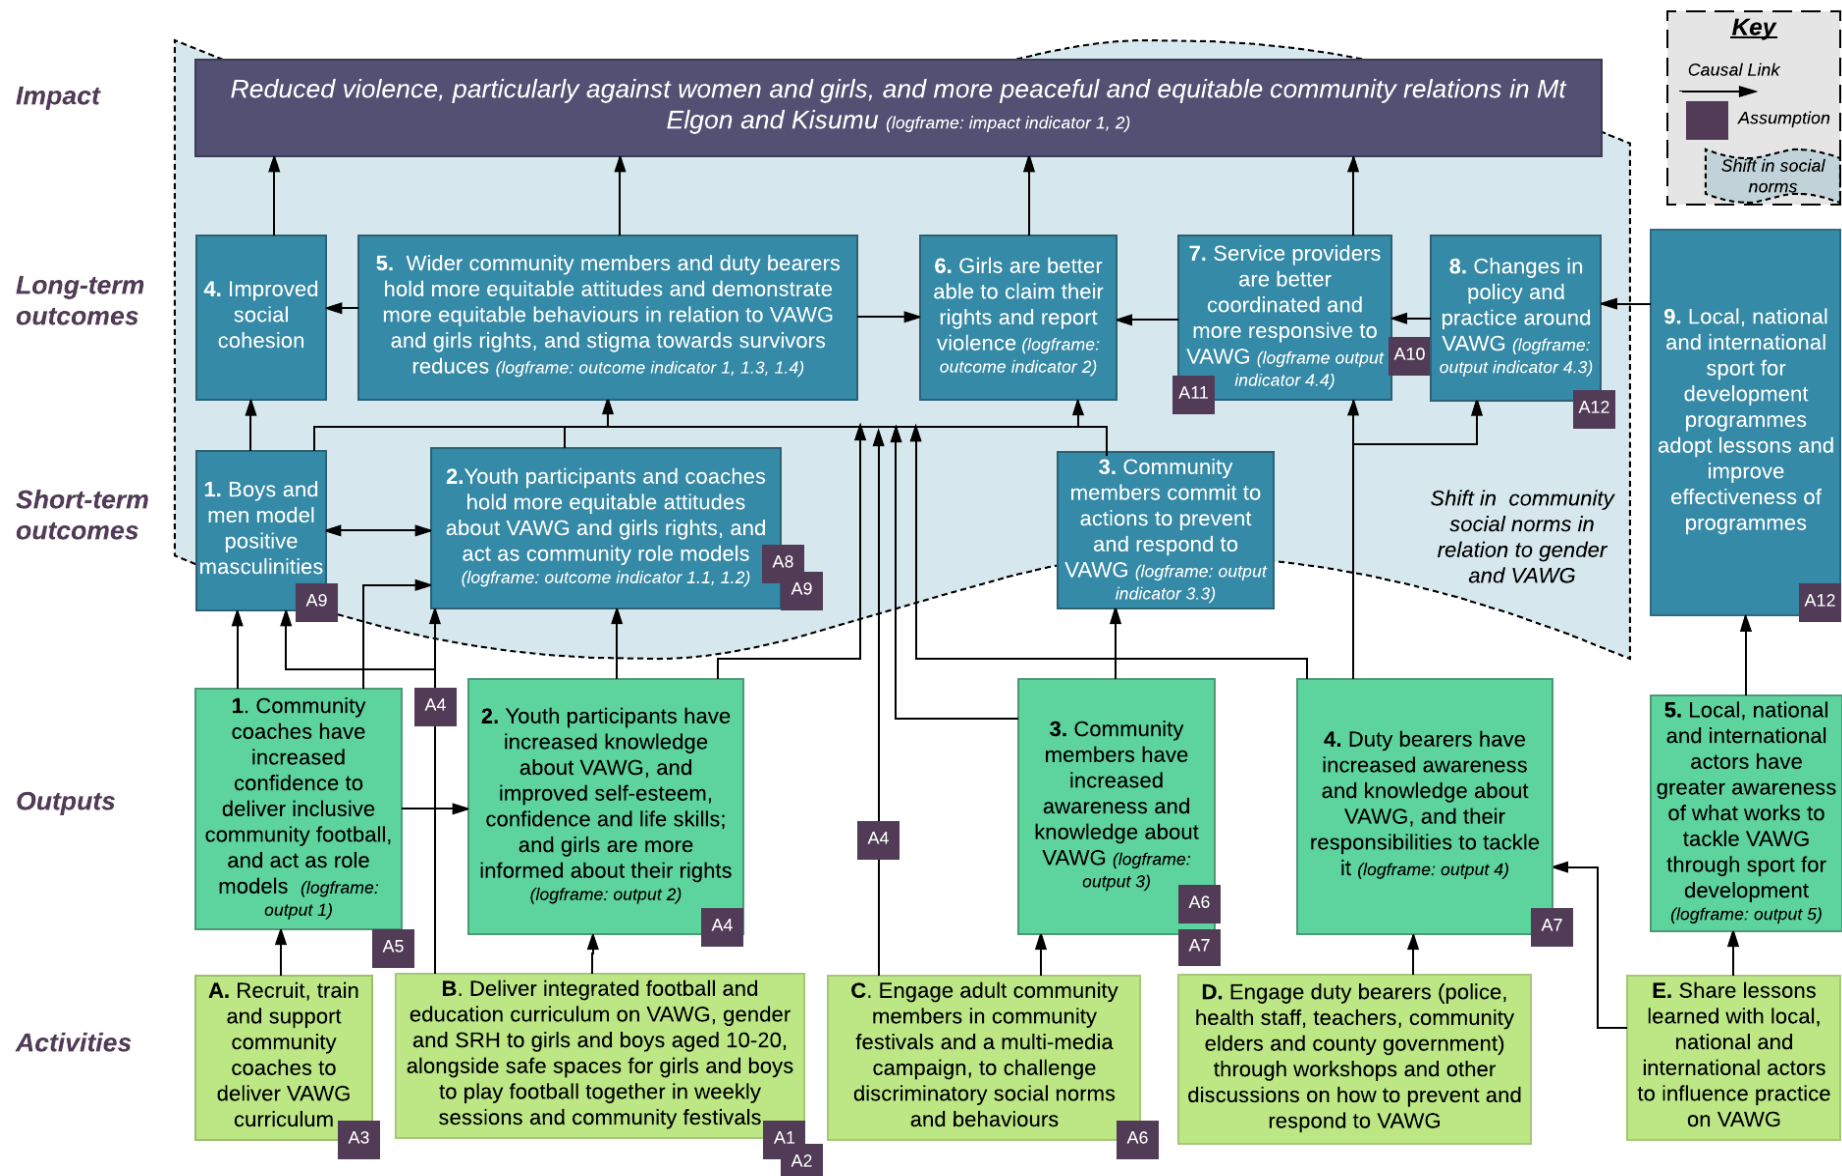 Key
Causal Link
Assumption
Shift in social
norms
Impact
Reduced violence, particularly against women and girls, and more peaceful and equitable community relations in Mt
Elgon and Kisumu (logframe: impact indicator 1, 2)
Long-term
outcomes
4. Improved
social
cohesion
5. Wider community members and duty bearers
hold more equitable attitudes and demonstrate
more equitable behaviours in relation to VAWG
and girls rights, and stigma towards survivors
reduces (logframe: outcome indicator 1, 1.3, 1.4)
6. Girls are better
able to claim their
rights and report
violence (logframe:
outcome indicator 2)
7. Service providers
are better
coordinated and
more responsive to
VAWG (logframe output
indicator 4.4)
A11
A10
8. Changes in
policy and
practice around
VAWG (logframe:
output indicator 4.3)
A12
9. Local, national
and international
sport for
development
programmes
adopt lessons and
improve
effectiveness of
programmes
A12
Short-term
outcomes
1. Boys and
men model
positive
masculinities
A9
2.Youth participants and coaches
hold more equitable attitudes
about VAWG and girls rights, and
act as community role models
(logframe: outcome indicator 1.1, 1.2)
A8
A9
3. Community
members commit to
actions to prevent
and respond to
VAWG (logframe: output
indicator 3.3)
Shift in community
social norms in
relation to gender
and VAWG
Outputs
1. Community
coaches have
increased
confidence to
deliver inclusive
community football,
and act as role
models (logframe:
output 1)
A5
A4
2. Youth participants have
increased knowledge
about VAWG, and
improved self-esteem,
confidence and life skills;
and girls are more
informed about their rights
(logframe: output 2)
A4
A4
3. Community
members have
increased
awareness and
knowledge about
VAWG (logframe:
output 3)
A6
A7
4. Duty bearers have
increased awareness
and knowledge about
VAWG, and their
responsibilities to tackle
it (logframe: output 4)
A7
5. Local, national
and international
actors have
greater awareness
of what works to
tackle VAWG
through sport for
development
(logframe: output 5)
Activities
A. Recruit, train
and support
community
coaches to
deliver VAWG
curriculum
A3
B. Deliver integrated football and
education curriculum on VAWG, gender
and SRH to girls and boys aged 10-20,
alongside safe spaces for girls and boys
to play football together in weekly
sessions and community festivals
A1
A2
C. Engage adult community
members in community
festivals and a multi-media
campaign, to challenge
discriminatory social norms
and behaviours
A6
D. Engage duty bearers (police,
health staff, teachers, community
elders and county government)
through workshops and other
discussions on how to prevent and
respond to VAWG
E. Share lessons
learned with local,
national and
international actors
to influence practice
on VAWG